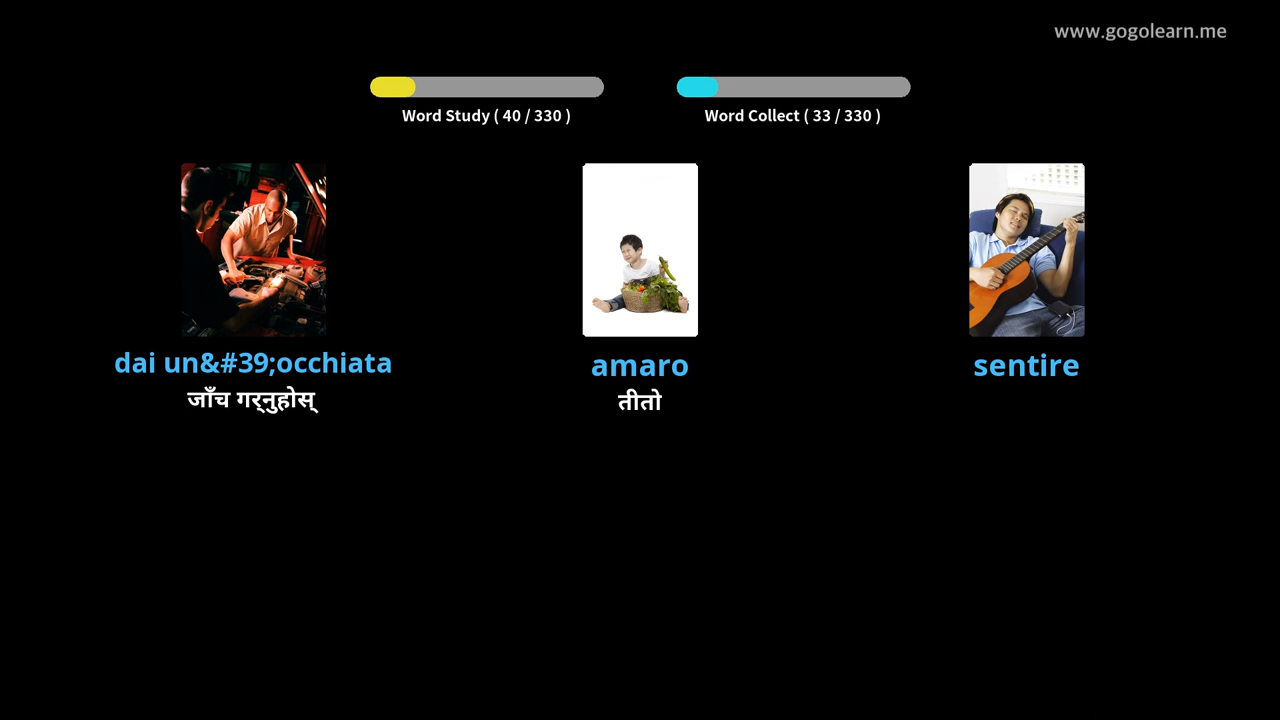 www.gogolearn.me
Word Study ( 40 / 330 )
Word Collect ( 33 / 330 )
dai un&#39;occhiata
जाँच गर्नुहोस्
amaro
तीतो
sentire